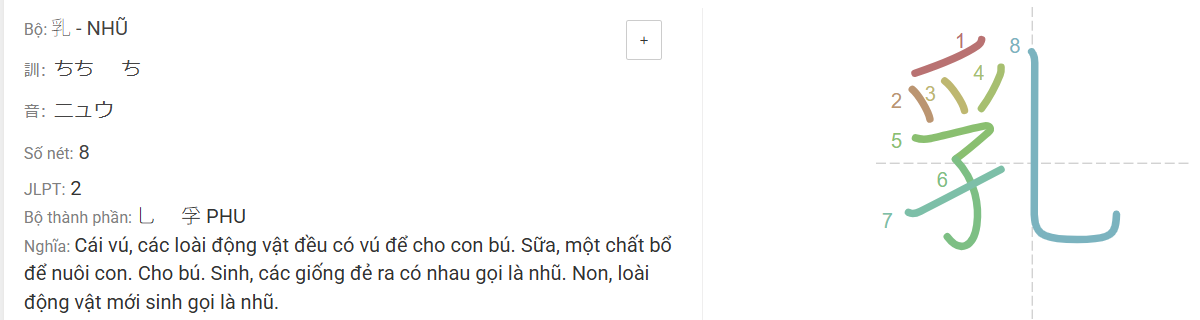 Bộ: 乳 - NHŨ
+
訓: ちち ち
音: ニュウ
Số nét: 8
JLPT: 2
Bộ thành phần: 乚 孚 PHU
Nghĩa: Cái vú, các loài động vật đều có vú để cho con bú. Sữa, một chất bổ
để nuôi con. Cho bú. Sinh, các giống đẻ ra có nhau gọi là nhũ. Non, loài
động vật mới sinh gọi là nhũ.
乳
1
2
3
4
5
6
7
8